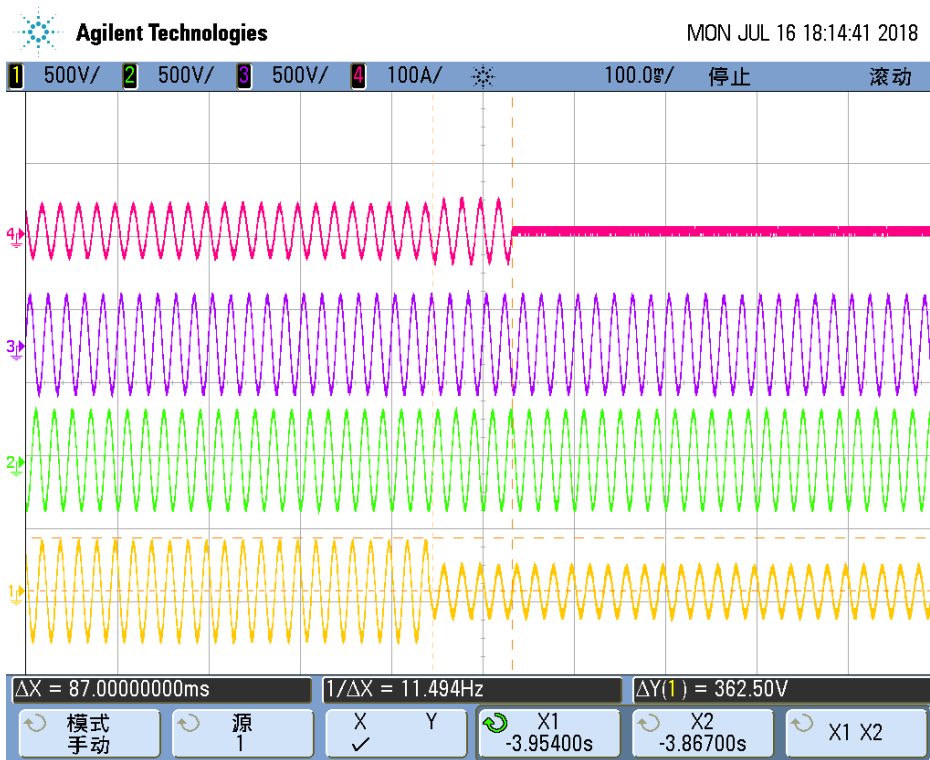 Agilent Technologies
MON JUL 16 18:14:41 2018
1 500V/ 2 500V/ 3 500V/ 4 100A/ 100.0ms/ 停止 滚动
4
3
2
1
ΔX = 87.00000000ms
1/ΔX = 11.494Hz
ΔY(1) = 362.50V
模式
手动
源
1
X Y
✓
X1
-3.95400s
X2
-3.86700s
X1 X2